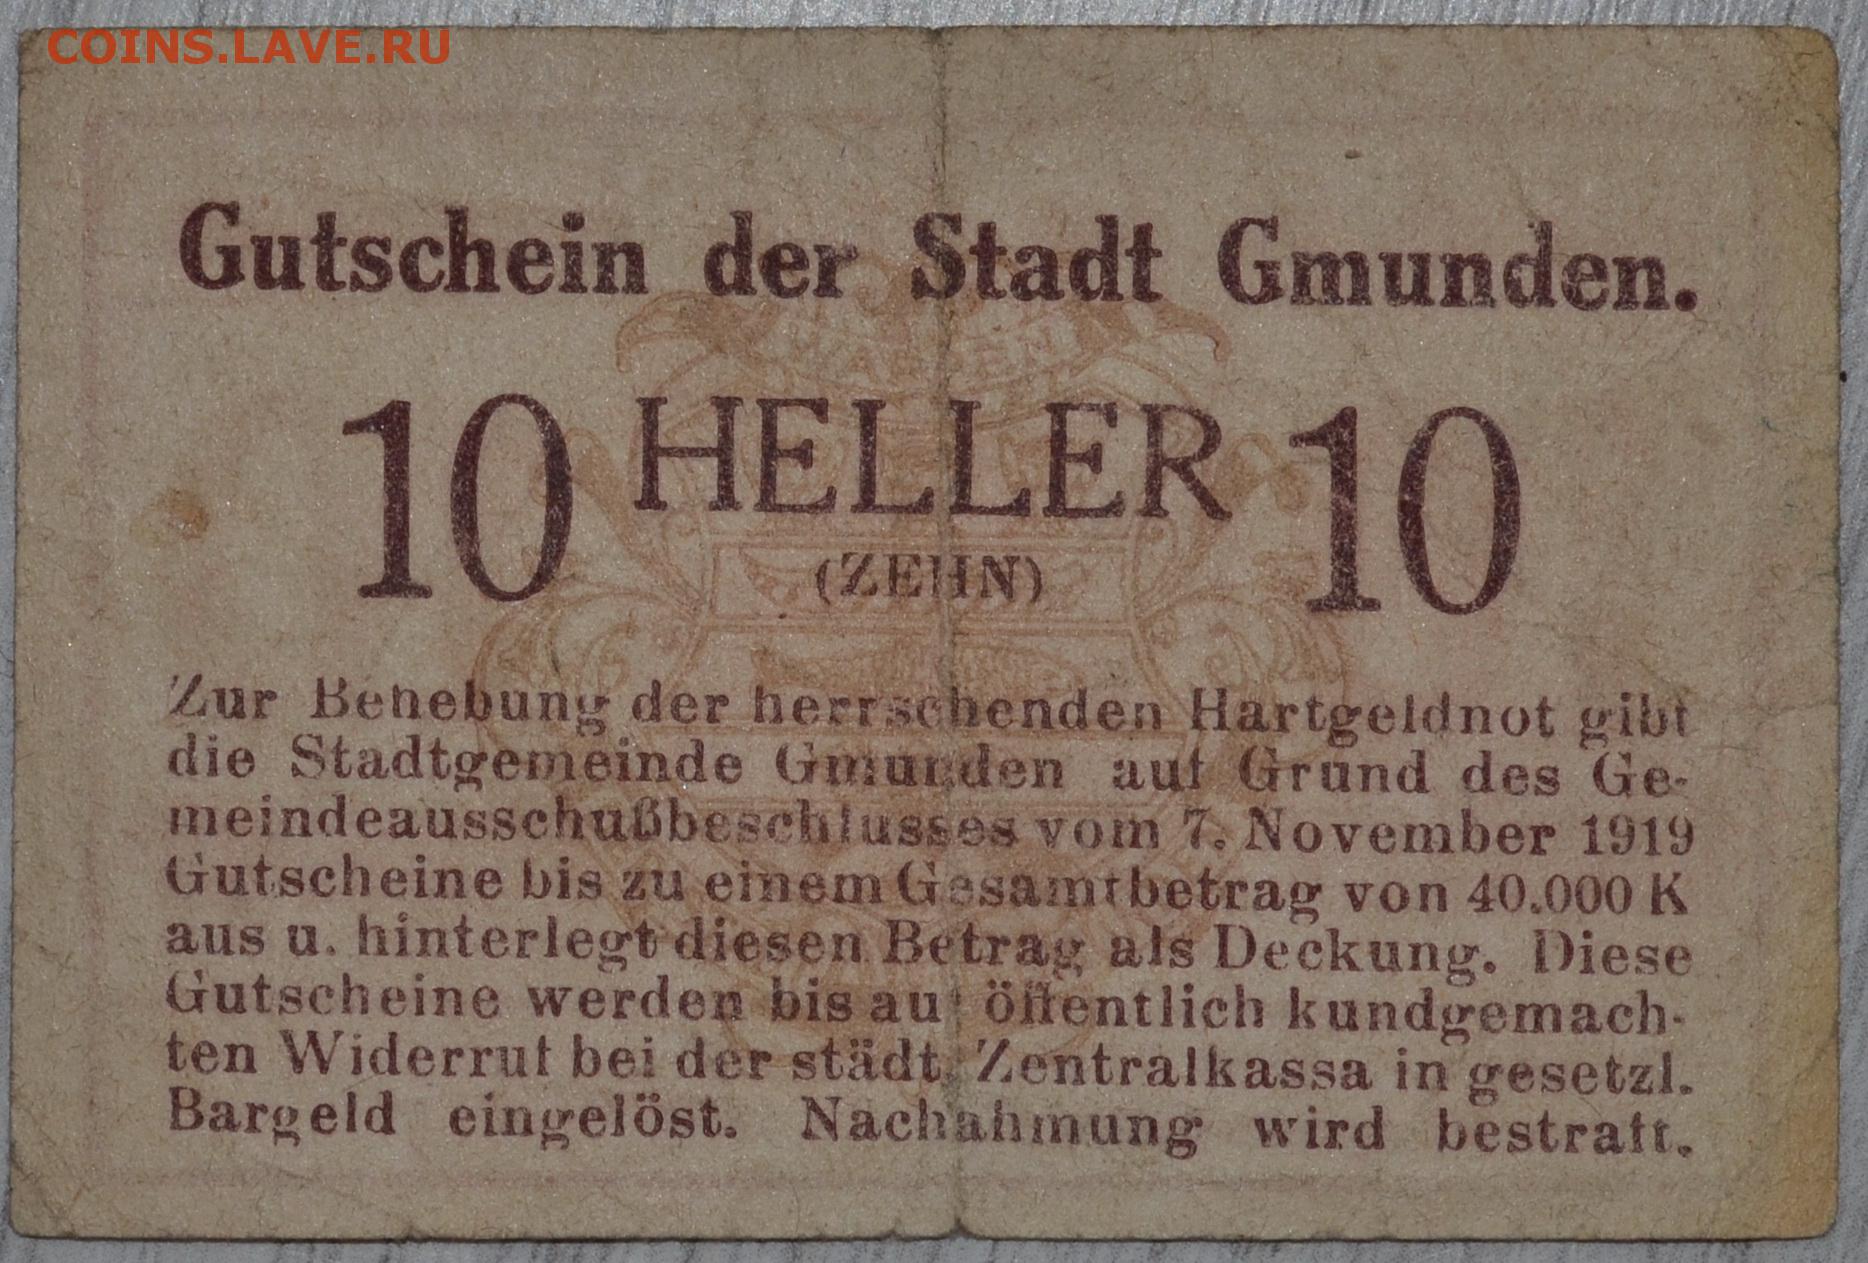 COINS.LAVE.RU
Gutschein der Stadt Gmunden.
10 HELLER 10
(ZEHN)
Zur Behebung der herrschenden Hartgeldnot gibt
die Stadtgemeinde Gmunden auf Grund des Ge-
meindeausschußbeschlusses vom 7. November 1919
Gutscheine bis zu einem Gesamtbetrag von 40.000 K
aus u. hinterlegt diesen Betrag als Deckung. Diese
Gutscheine werden bis auf öffentlich kundgemach-
ten Widerruf bei der städt. Zentralkassa in gesetzl.
Bargeld eingelöst. Nachahmung wird bestraft.